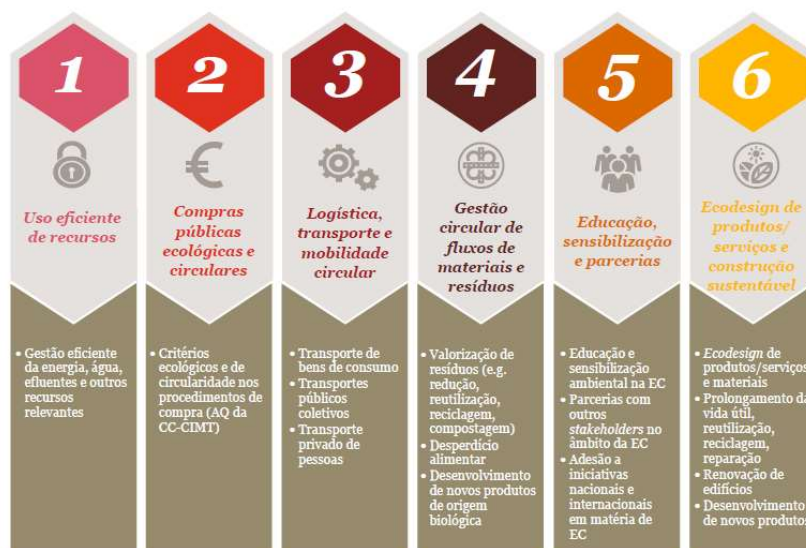 1
Uso eficiente
de recursos
• Gestão eficiente
da energia, água,
efluentes e outros
recursos
relevantes
2
€
Compras
públicas
ecológicas e
circulares
• Critérios
ecológicos e de
circularidade nos
procedimentos de
compra (AQ da
CC-CIMT)
3
Logística,
transporte e
mobilidade
circular
• Transporte de
bens de consumo
• Transportes
públicos
coletivos
• Transporte
privado de
pessoas
4
Gestão
circular de
fluxos de
materiais e
resíduos
• Valorização de
resíduos (e.g.
redução,
reutilização,
reciclagem,
compostagem)
• Desperdício
alimentar
• Desenvolvimento
de novos produtos
de origem
biológica
5
Educação,
sensibilização
e parcerias
• Educação e
sensibilização
ambiental na EC
• Parcerias com
outros
stakeholders no
âmbito da EC
• Adesão a
iniciativas
nacionais e
internacionais
em matéria de
EC
6
Ecodesign de
produtos/
serviços e
construção
sustentável
• Ecodesign de
produtos/serviços
e materiais
• Prolongamento da
vida útil,
reutilização,
reciclagem,
reparação
• Renovação de
edifícios
• Desenvolvimento
de novos produtos